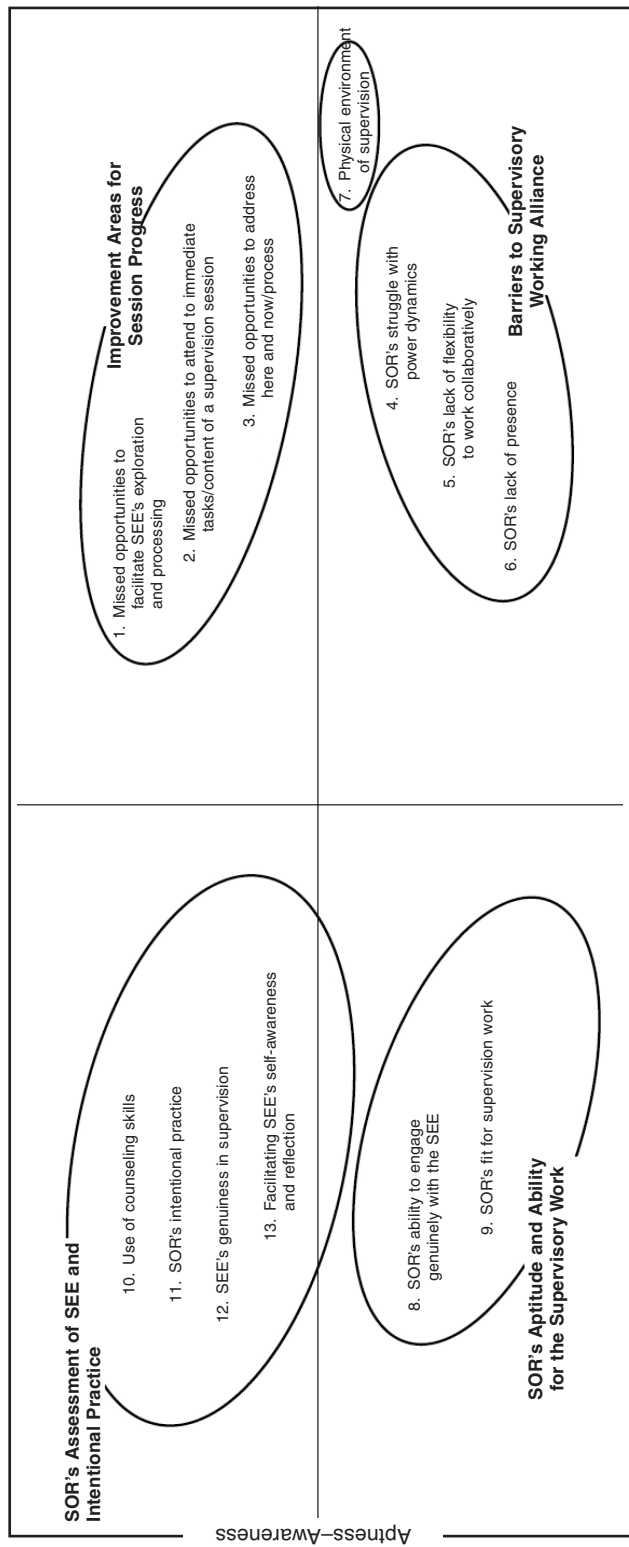 SOR's Assessment of SEE and
Intentional Practice
10. Use of counseling skills
11. SOR's intentional practice
12. SEE's genuiness in supervision
13. Facilitating SEE's self-awareness
and reflection
Improvement Areas for
Session Progress
1. Missed opportunities to
facilitate SEE's exploration
and processing
2. Missed opportunities to attend to immediate
tasks/content of a supervision session
3. Missed opportunities to address
here and now/process
7. Physical environment
of supervision
4. SOR's struggle with
power dynamics
5. SOR's lack of flexibility
to work collaboratively
6. SOR's lack of presence
Barriers to Supervisory
Working Alliance
8. SOR's ability to engage
genuinely with the SEE
9. SOR's fit for supervision work
SOR's Aptitude and Ability
for the Supervisory Work
Aptness–Awareness